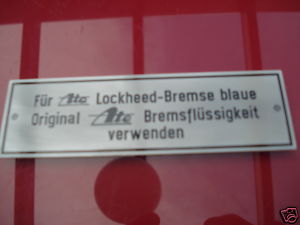 Für Ate Lockheed-Bremse blaue
Original Ate Bremsflüssigkeit
verwenden